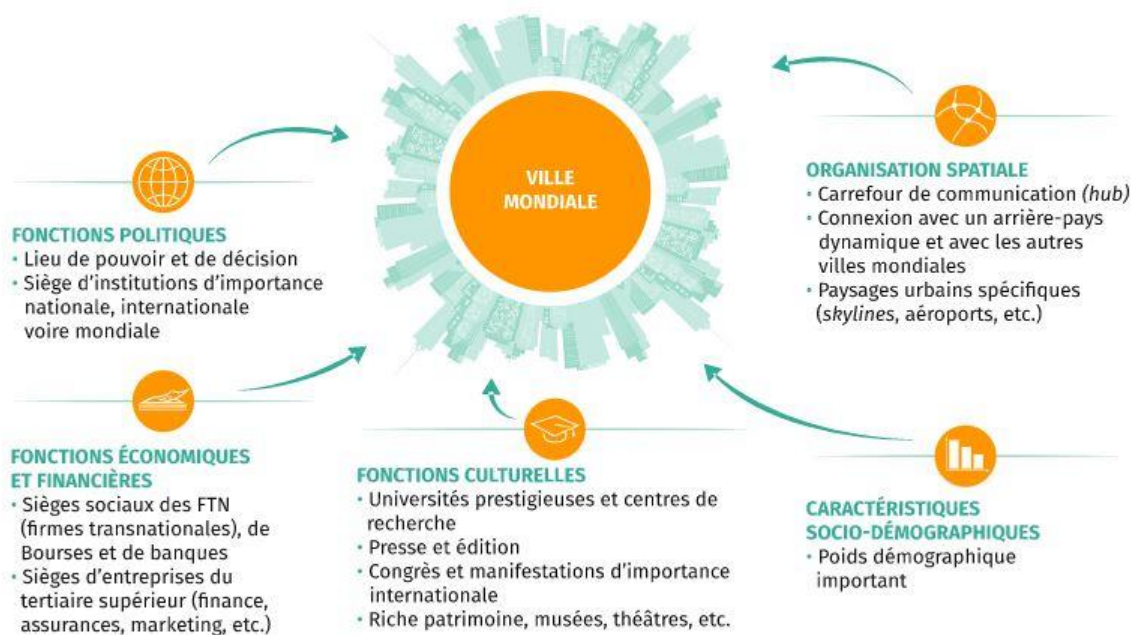 VILLE
MONDIALE
FONCTIONS POLITIQUES
• Lieu de pouvoir et de décision
• Siège d'institutions d'importance
nationale, internationale
voire mondiale
FONCTIONS ÉCONOMIQUES
ET FINANCIÈRES
• Sièges sociaux des FTN
(firmes transnationales), de
Bourses et de banques
• Sièges d'entreprises du
tertiaire supérieur (finance,
assurances, marketing, etc.)
FONCTIONS CULTURELLES
• Universités prestigieuses et centres de
recherche
• Presse et édition
• Congrès et manifestations d'importance
internationale
• Riche patrimoine, musées, théâtres, etc.
ORGANISATION SPATIALE
• Carrefour de communication (hub)
• Connexion avec un arrière-pays
dynamique et avec les autres
villes mondiales
• Paysages urbains spécifiques
(skylines, aéroports, etc.)
CARACTÉRISTIQUES
SOCIO-DÉMOGRAPHIQUES
• Poids démographique
important